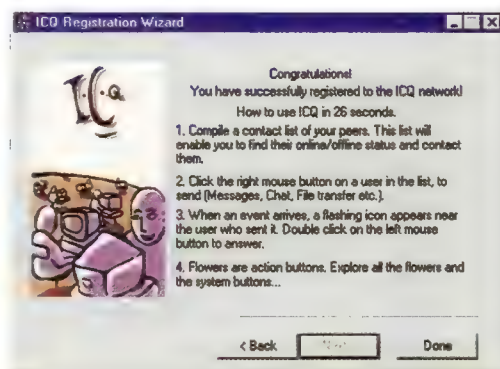 ICQ Registration Wizard
Congratulations!
You have successfully registered to the ICQ network!
How to use ICQ in 26 seconds.
1. Compile a contact list of your peers. This list will
enable you to find their online/offline status and contact
them.
2. Click the right mouse button on a user in the list, to
send (Messages, Chat, File transfer etc.).
3. When an event arrives, a flashing icon appears near
the user who sent it. Double click on the left mouse
button to answer.
4. Flowers are action buttons. Explore all the flowers and
the system buttons...
< Back
Done